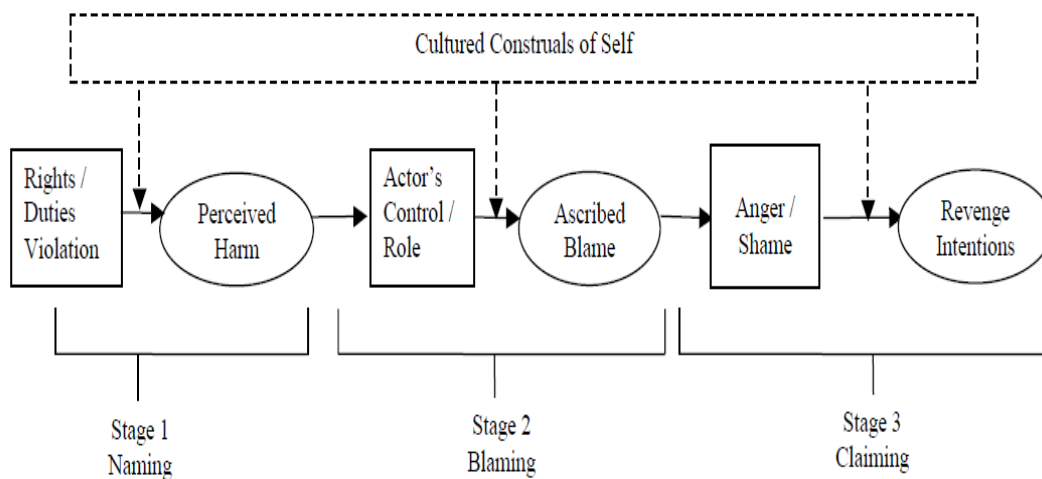 Cultured Construals of Self
Rights /
Duties
Violation
Perceived
Harm
Actor's
Control /
Role
Ascribed
Blame
Anger /
Shame
Revenge
Intentions
Stage 1
Naming
Stage 2
Blaming
Stage 3
Claiming